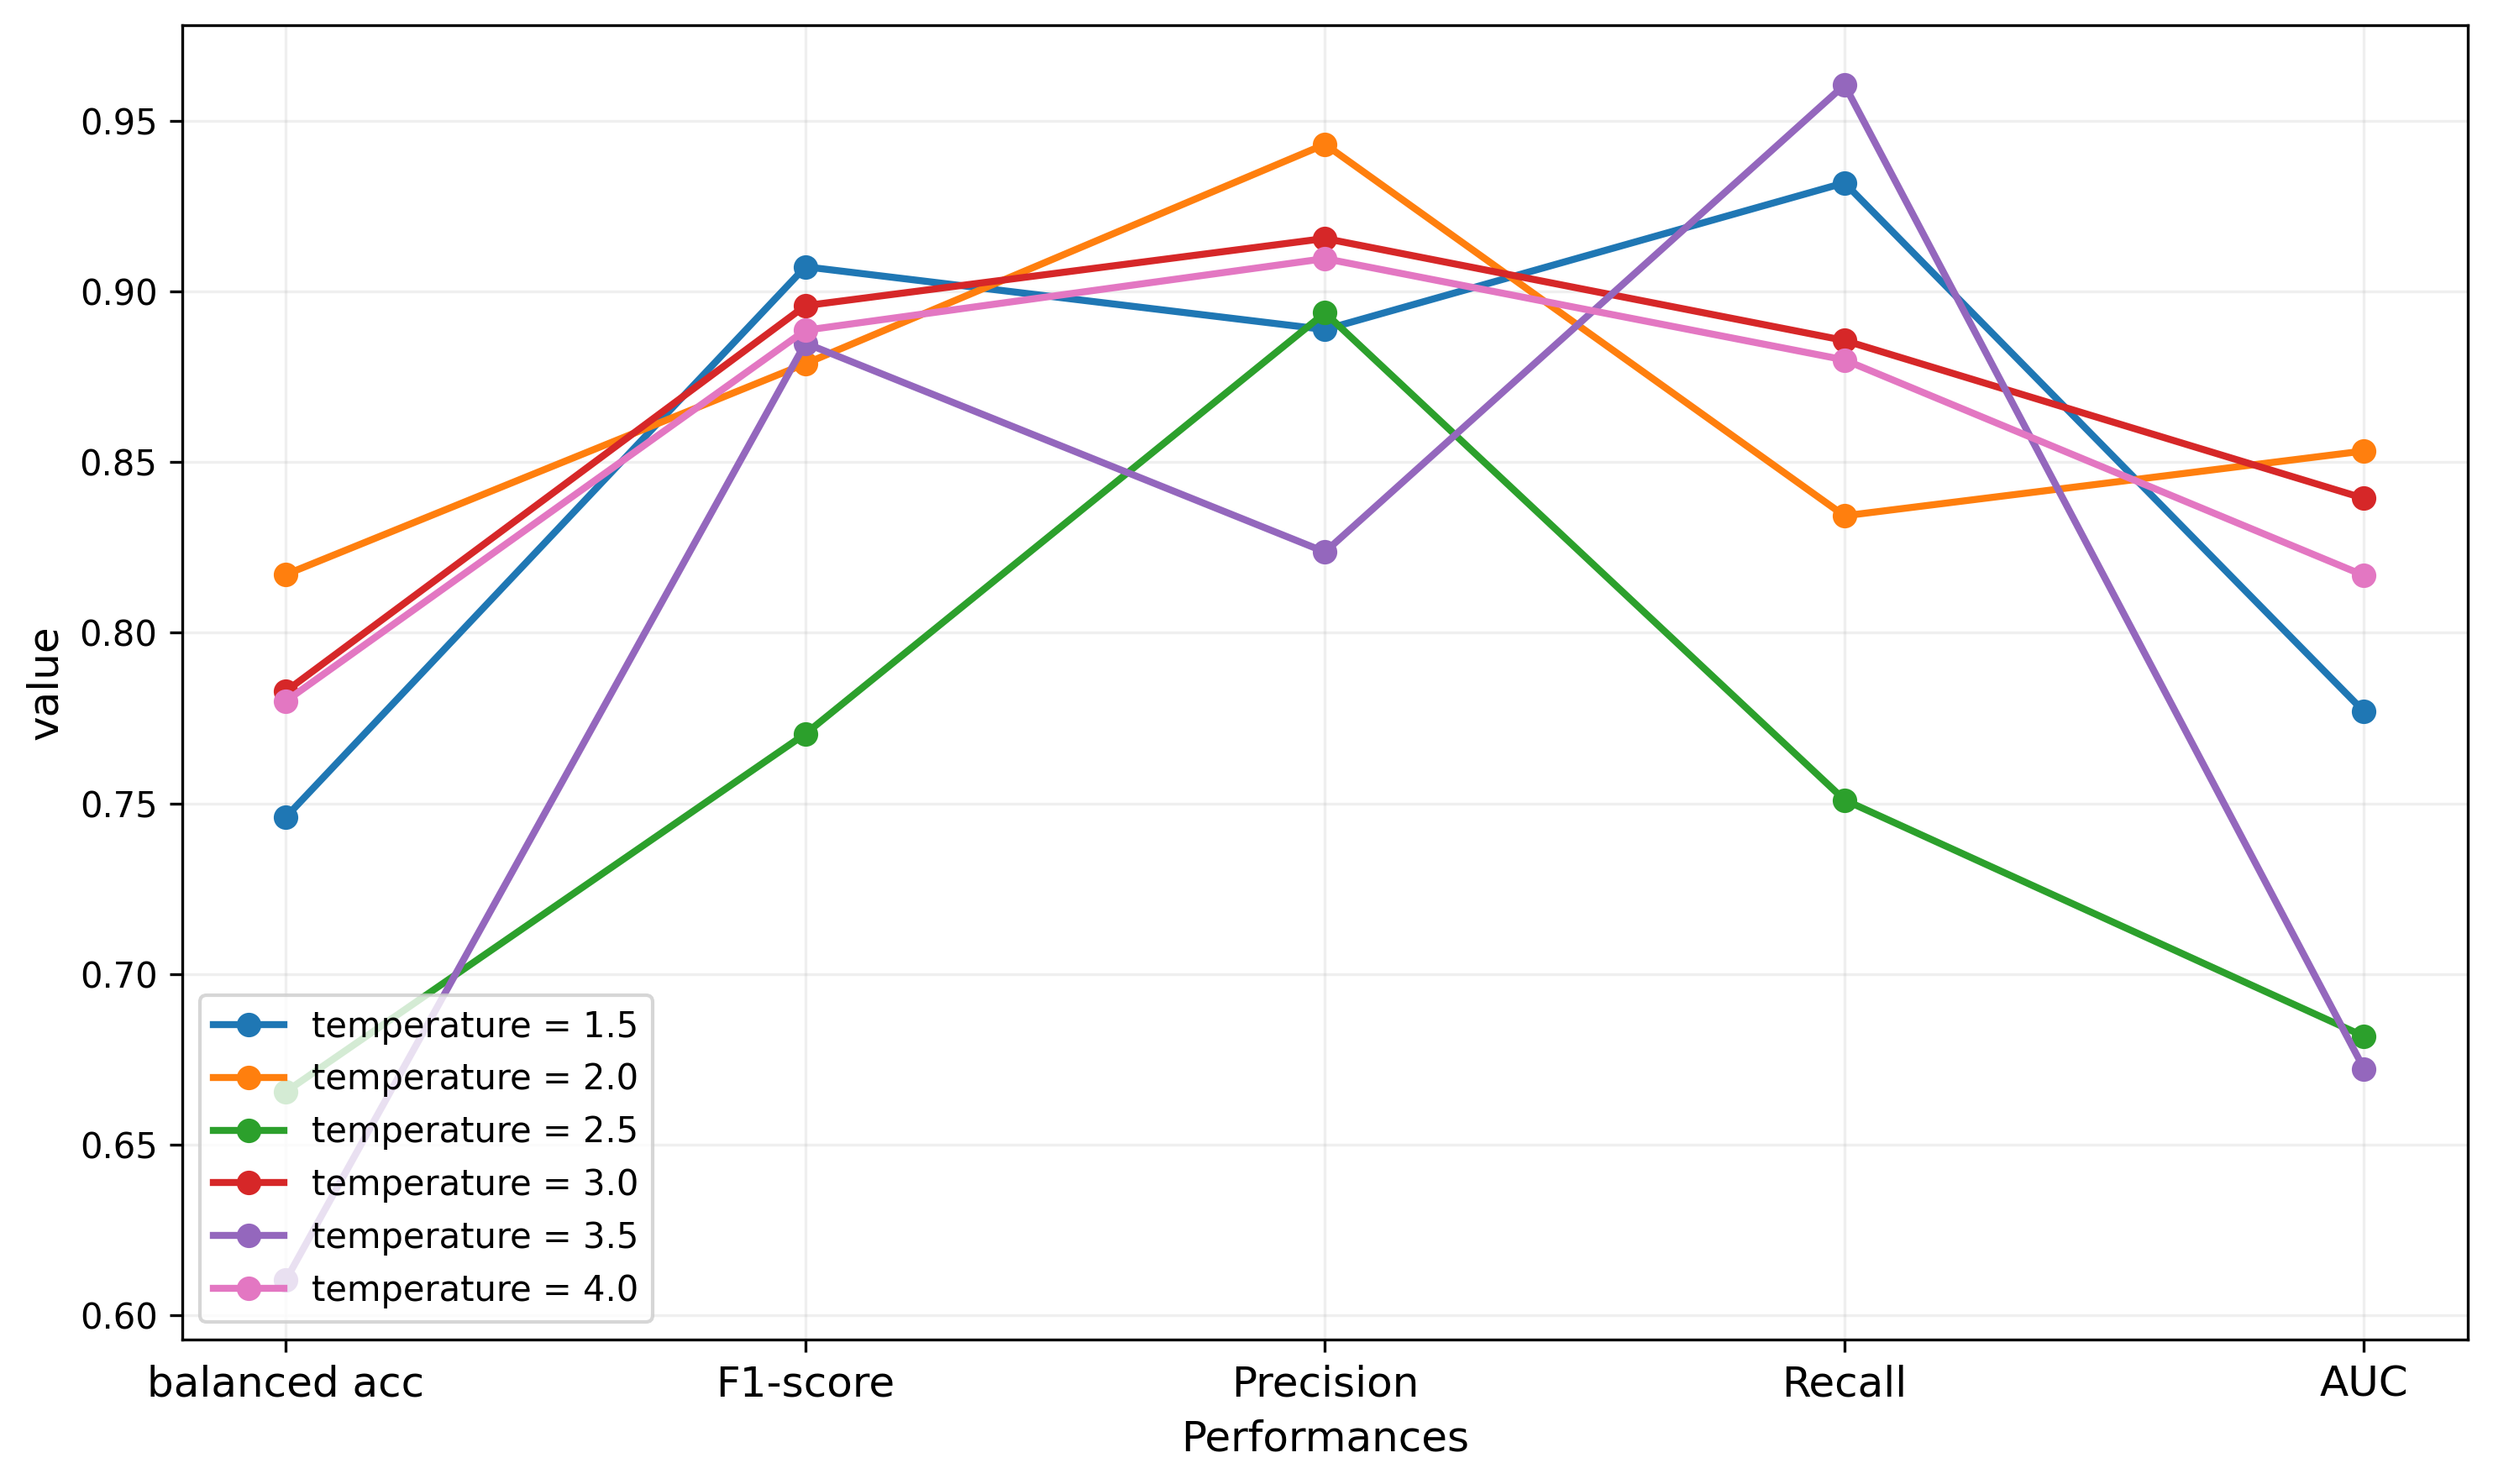 value
0.95
0.90
0.85
0.80
0.75
0.70
0.65
0.60
temperature = 1.5
temperature = 2.0
temperature = 2.5
temperature = 3.0
temperature = 3.5
temperature = 4.0
balanced acc F1-score Precision Recall AUC
Performances